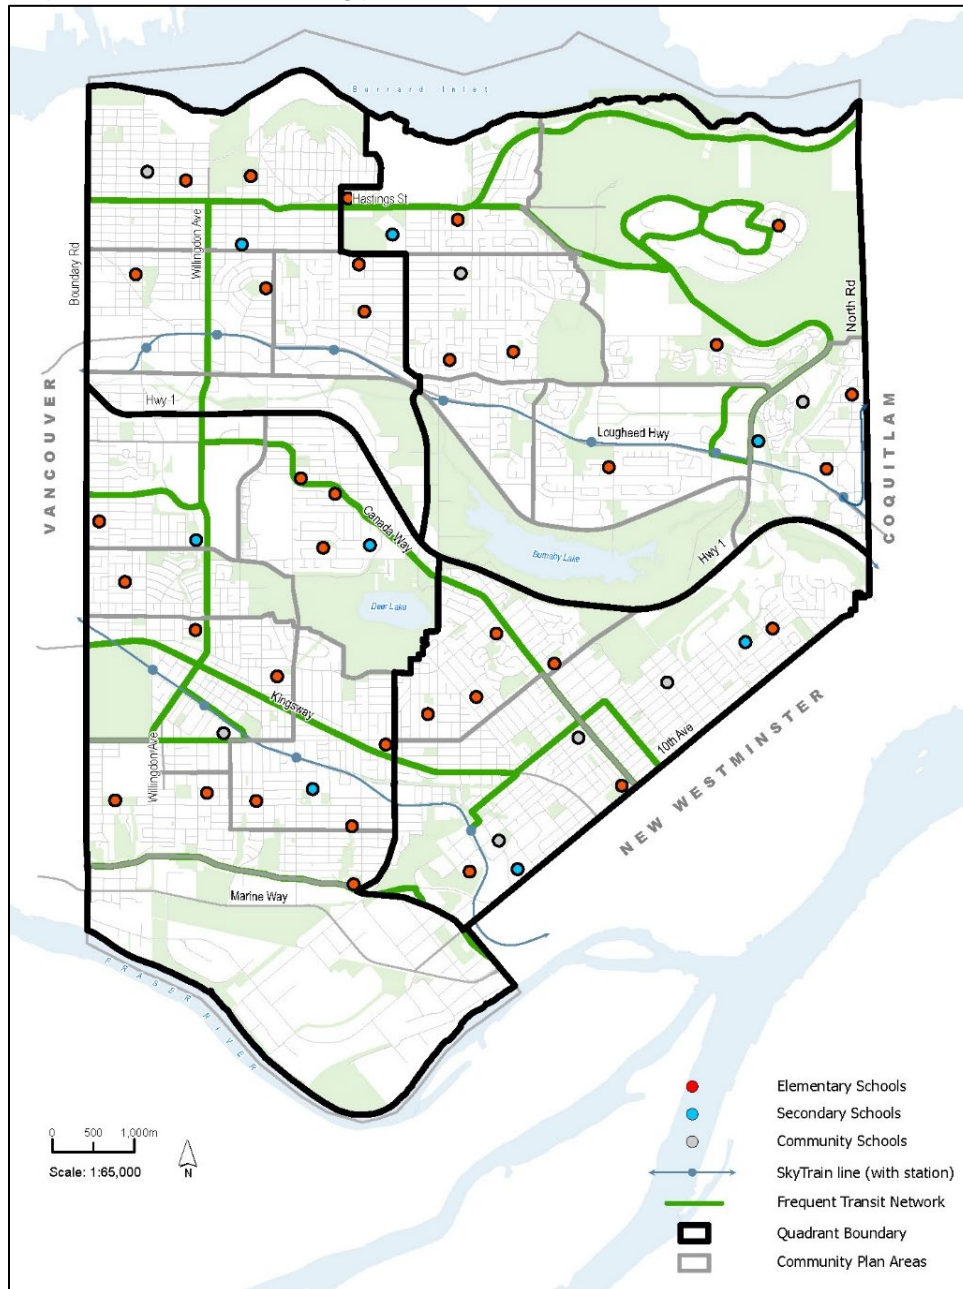 Burrard Inlet
Hastings St
Willingdon Ave
Boundary Rd
North Rd
VANCOUVER
Hwy 1
Lougheed Hwy
COQUITLAM
Canada Way
Burnaby Lake
Hwy 1
Deer Lake
Kingsway
Willingdon Ave
10th Ave
NEW WESTMINSTER
Marine Way
FRASER RIVER
Elementary Schools
Secondary Schools
Community Schools
SkyTrain line (with station)
Frequent Transit Network
Quadrant Boundary
Community Plan Areas
0 500 1,000m
Scale: 1:65,000
N